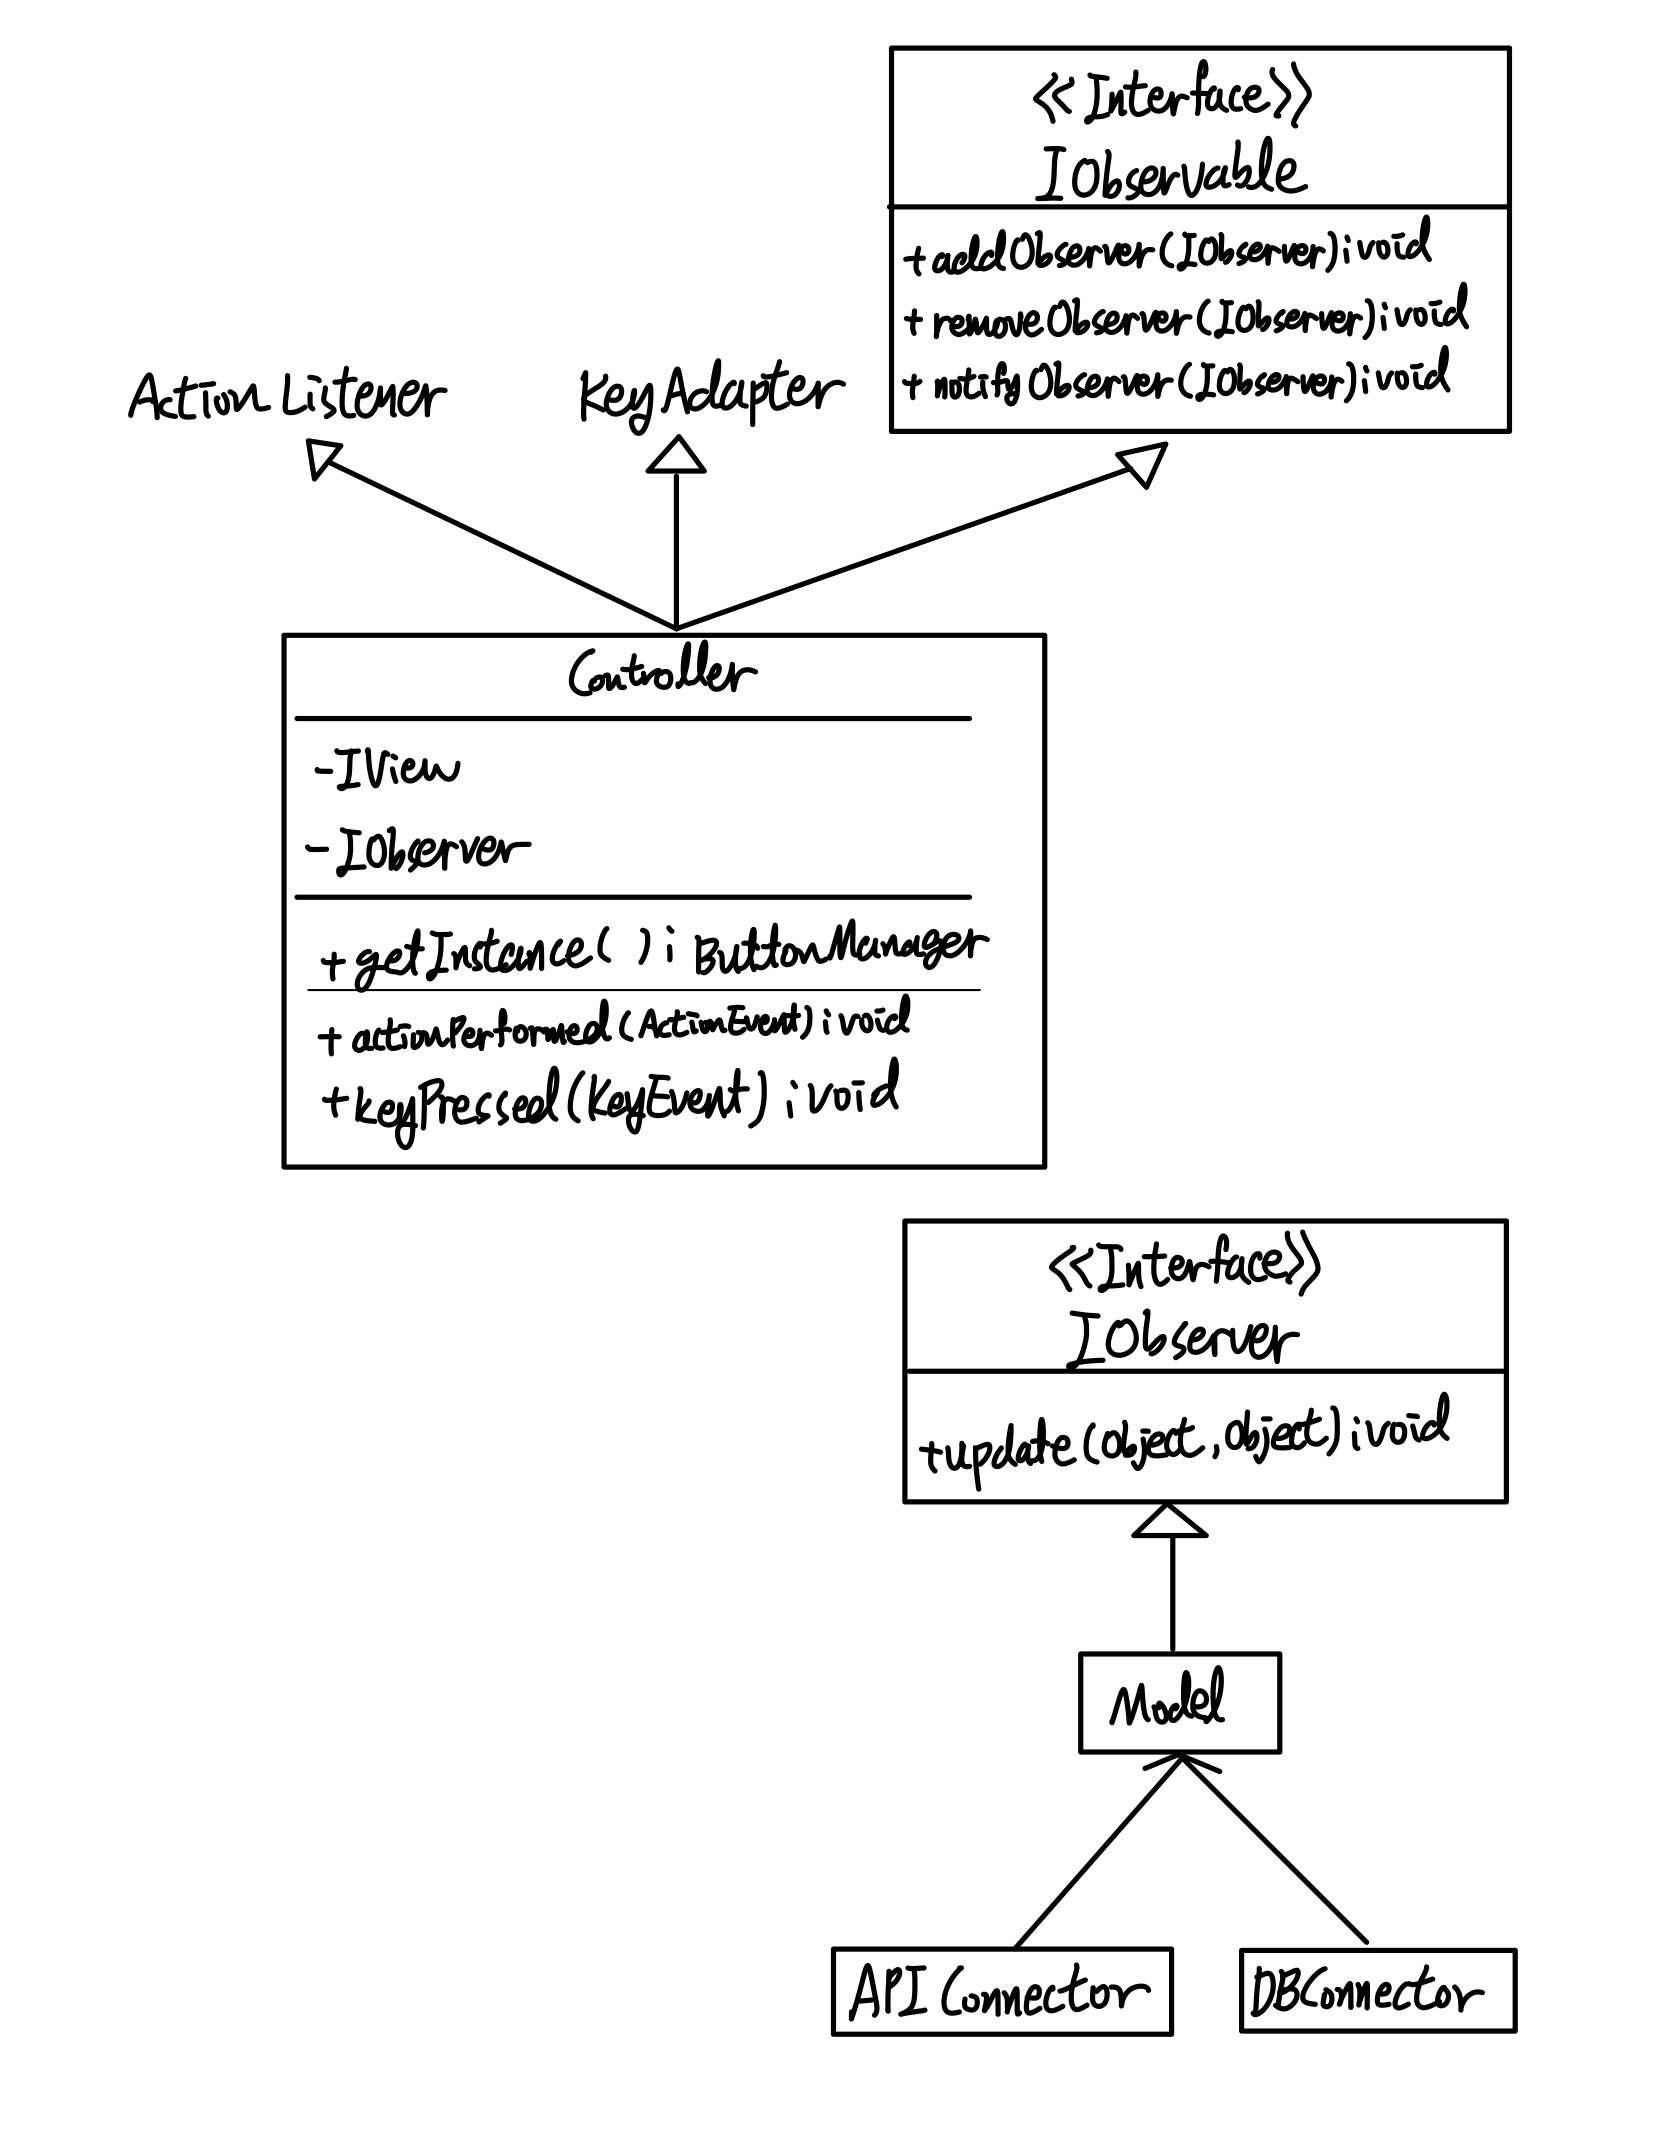 <<Interface>>
IObservable
+ addObserver(IObserver): void
+ removeObserver(IObserver): void
+ notifyObserver(IObserver): void
ActionListener
KeyAdapter
Controller
- IView
- IObserver
+ getInstance( ): ButtonManager
+ actionPerformed(ActionEvent): void
+ keyPressed(KeyEvent): void
<<Interface>>
IObserver
+ update(object, object): void
Model
API Connector
DBConnector